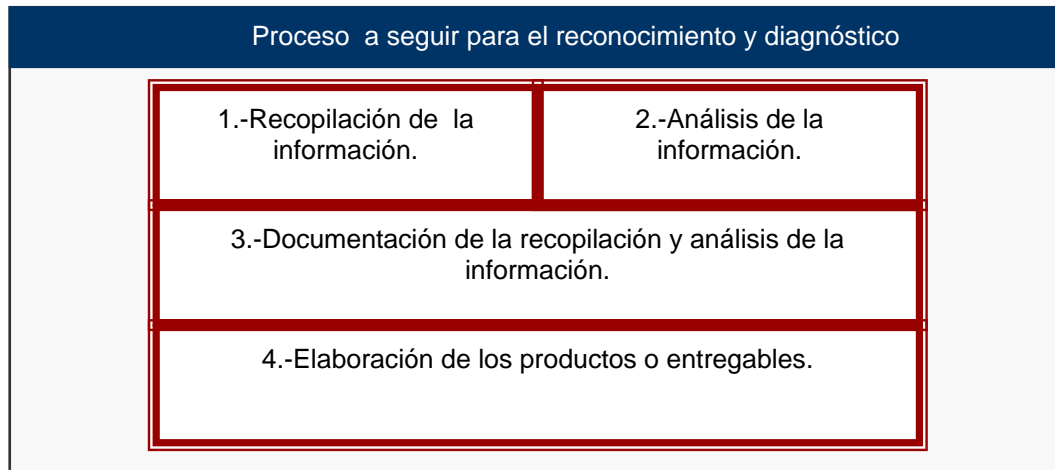 Proceso a seguir para el reconocimiento y diagnóstico
1.-Recopilación de la
información.
2.-Análisis de la
información.
3.-Documentación de la recopilación y análisis de la
información.
4.-Elaboración de los productos o entregables.